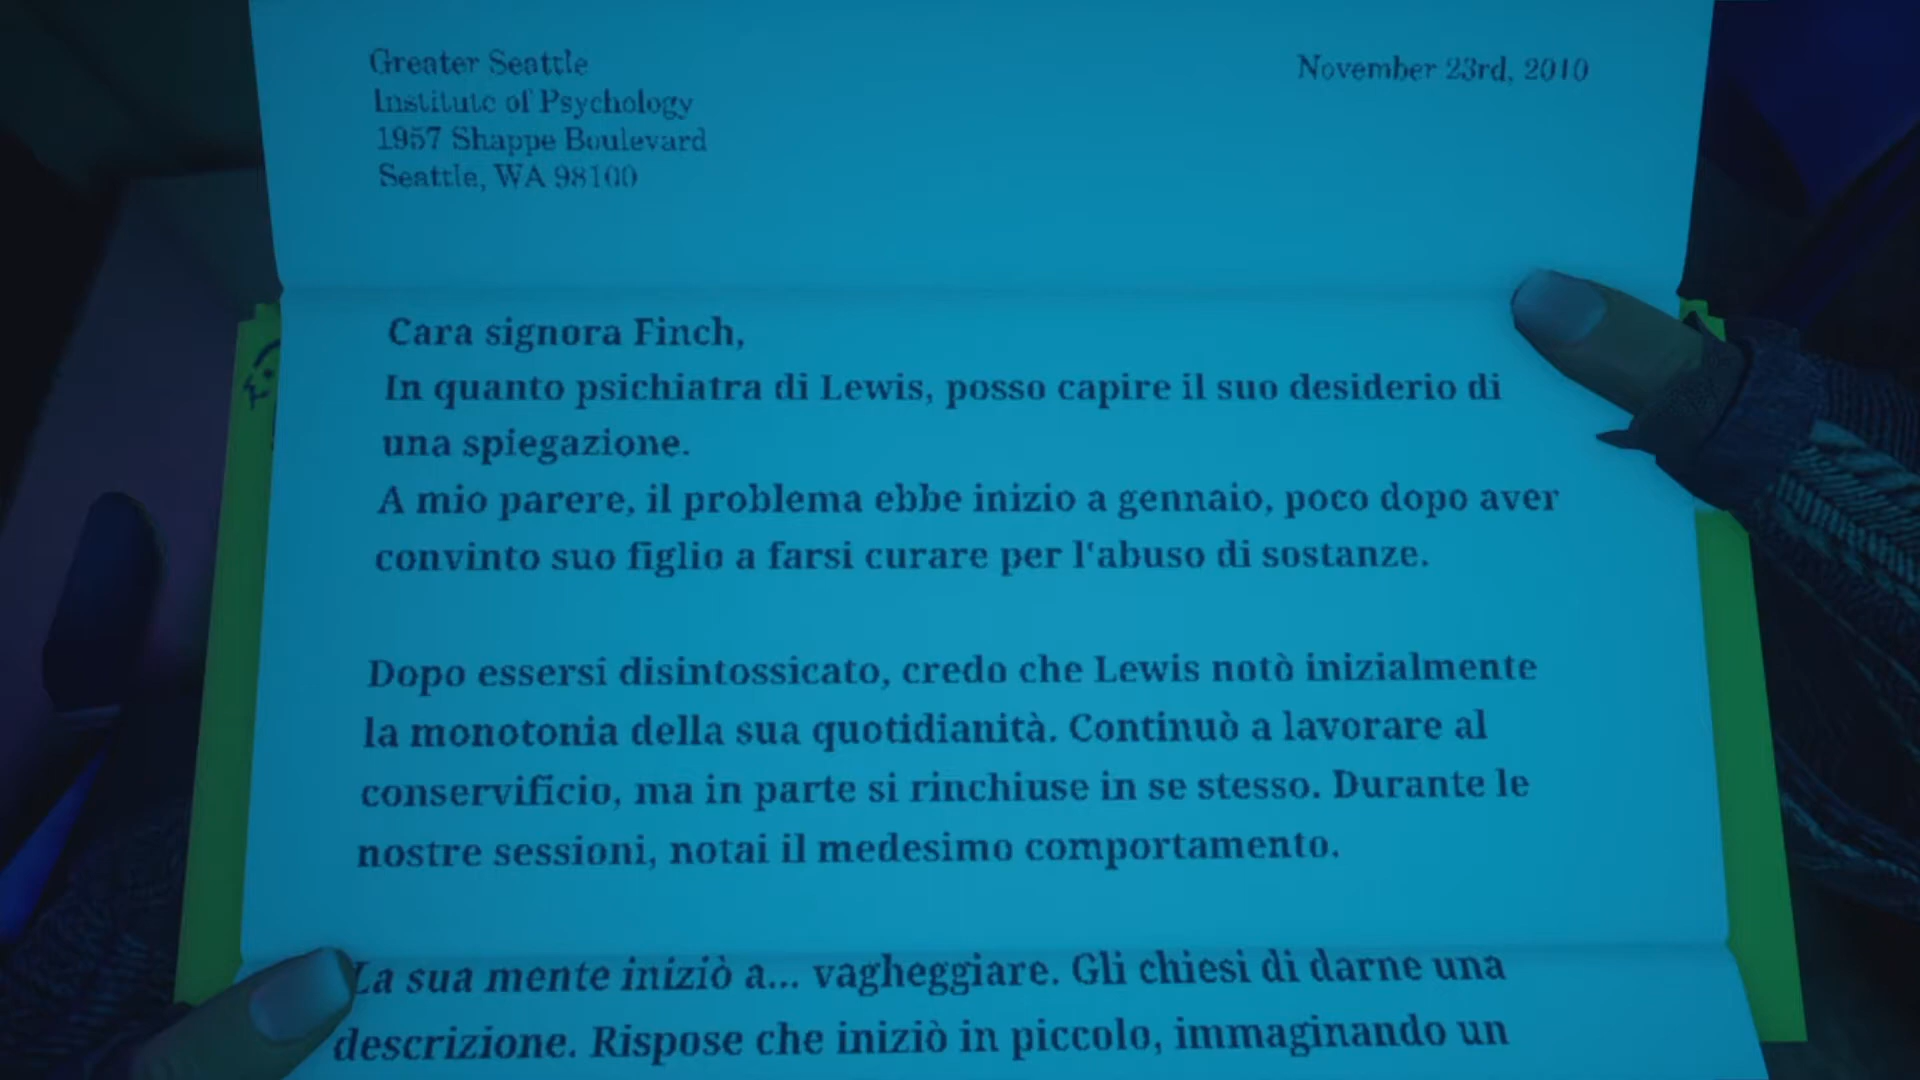 Greater Seattle
Institute of Psychology
1957 Shappe Boulevard
Seattle, WA 98100
November 23rd, 2010
Cara signora Finch,
In quanto psichiatra di Lewis, posso capire il suo desiderio di
una spiegazione.
A mio parere, il problema ebbe inizio a gennaio, poco dopo aver
convinto suo figlio a farsi curare per l'abuso di sostanze.
Dopo essersi disintossicato, credo che Lewis notò inizialmente
la monotonia della sua quotidianità. Continuò a lavorare al
conservificio, ma in parte si rinchiuse in se stesso. Durante le
nostre sessioni, notai il medesimo comportamento.
La sua mente iniziò a... vagheggiare. Gli chiesi di darne una
descrizione. Rispose che iniziò in piccolo, immaginando un